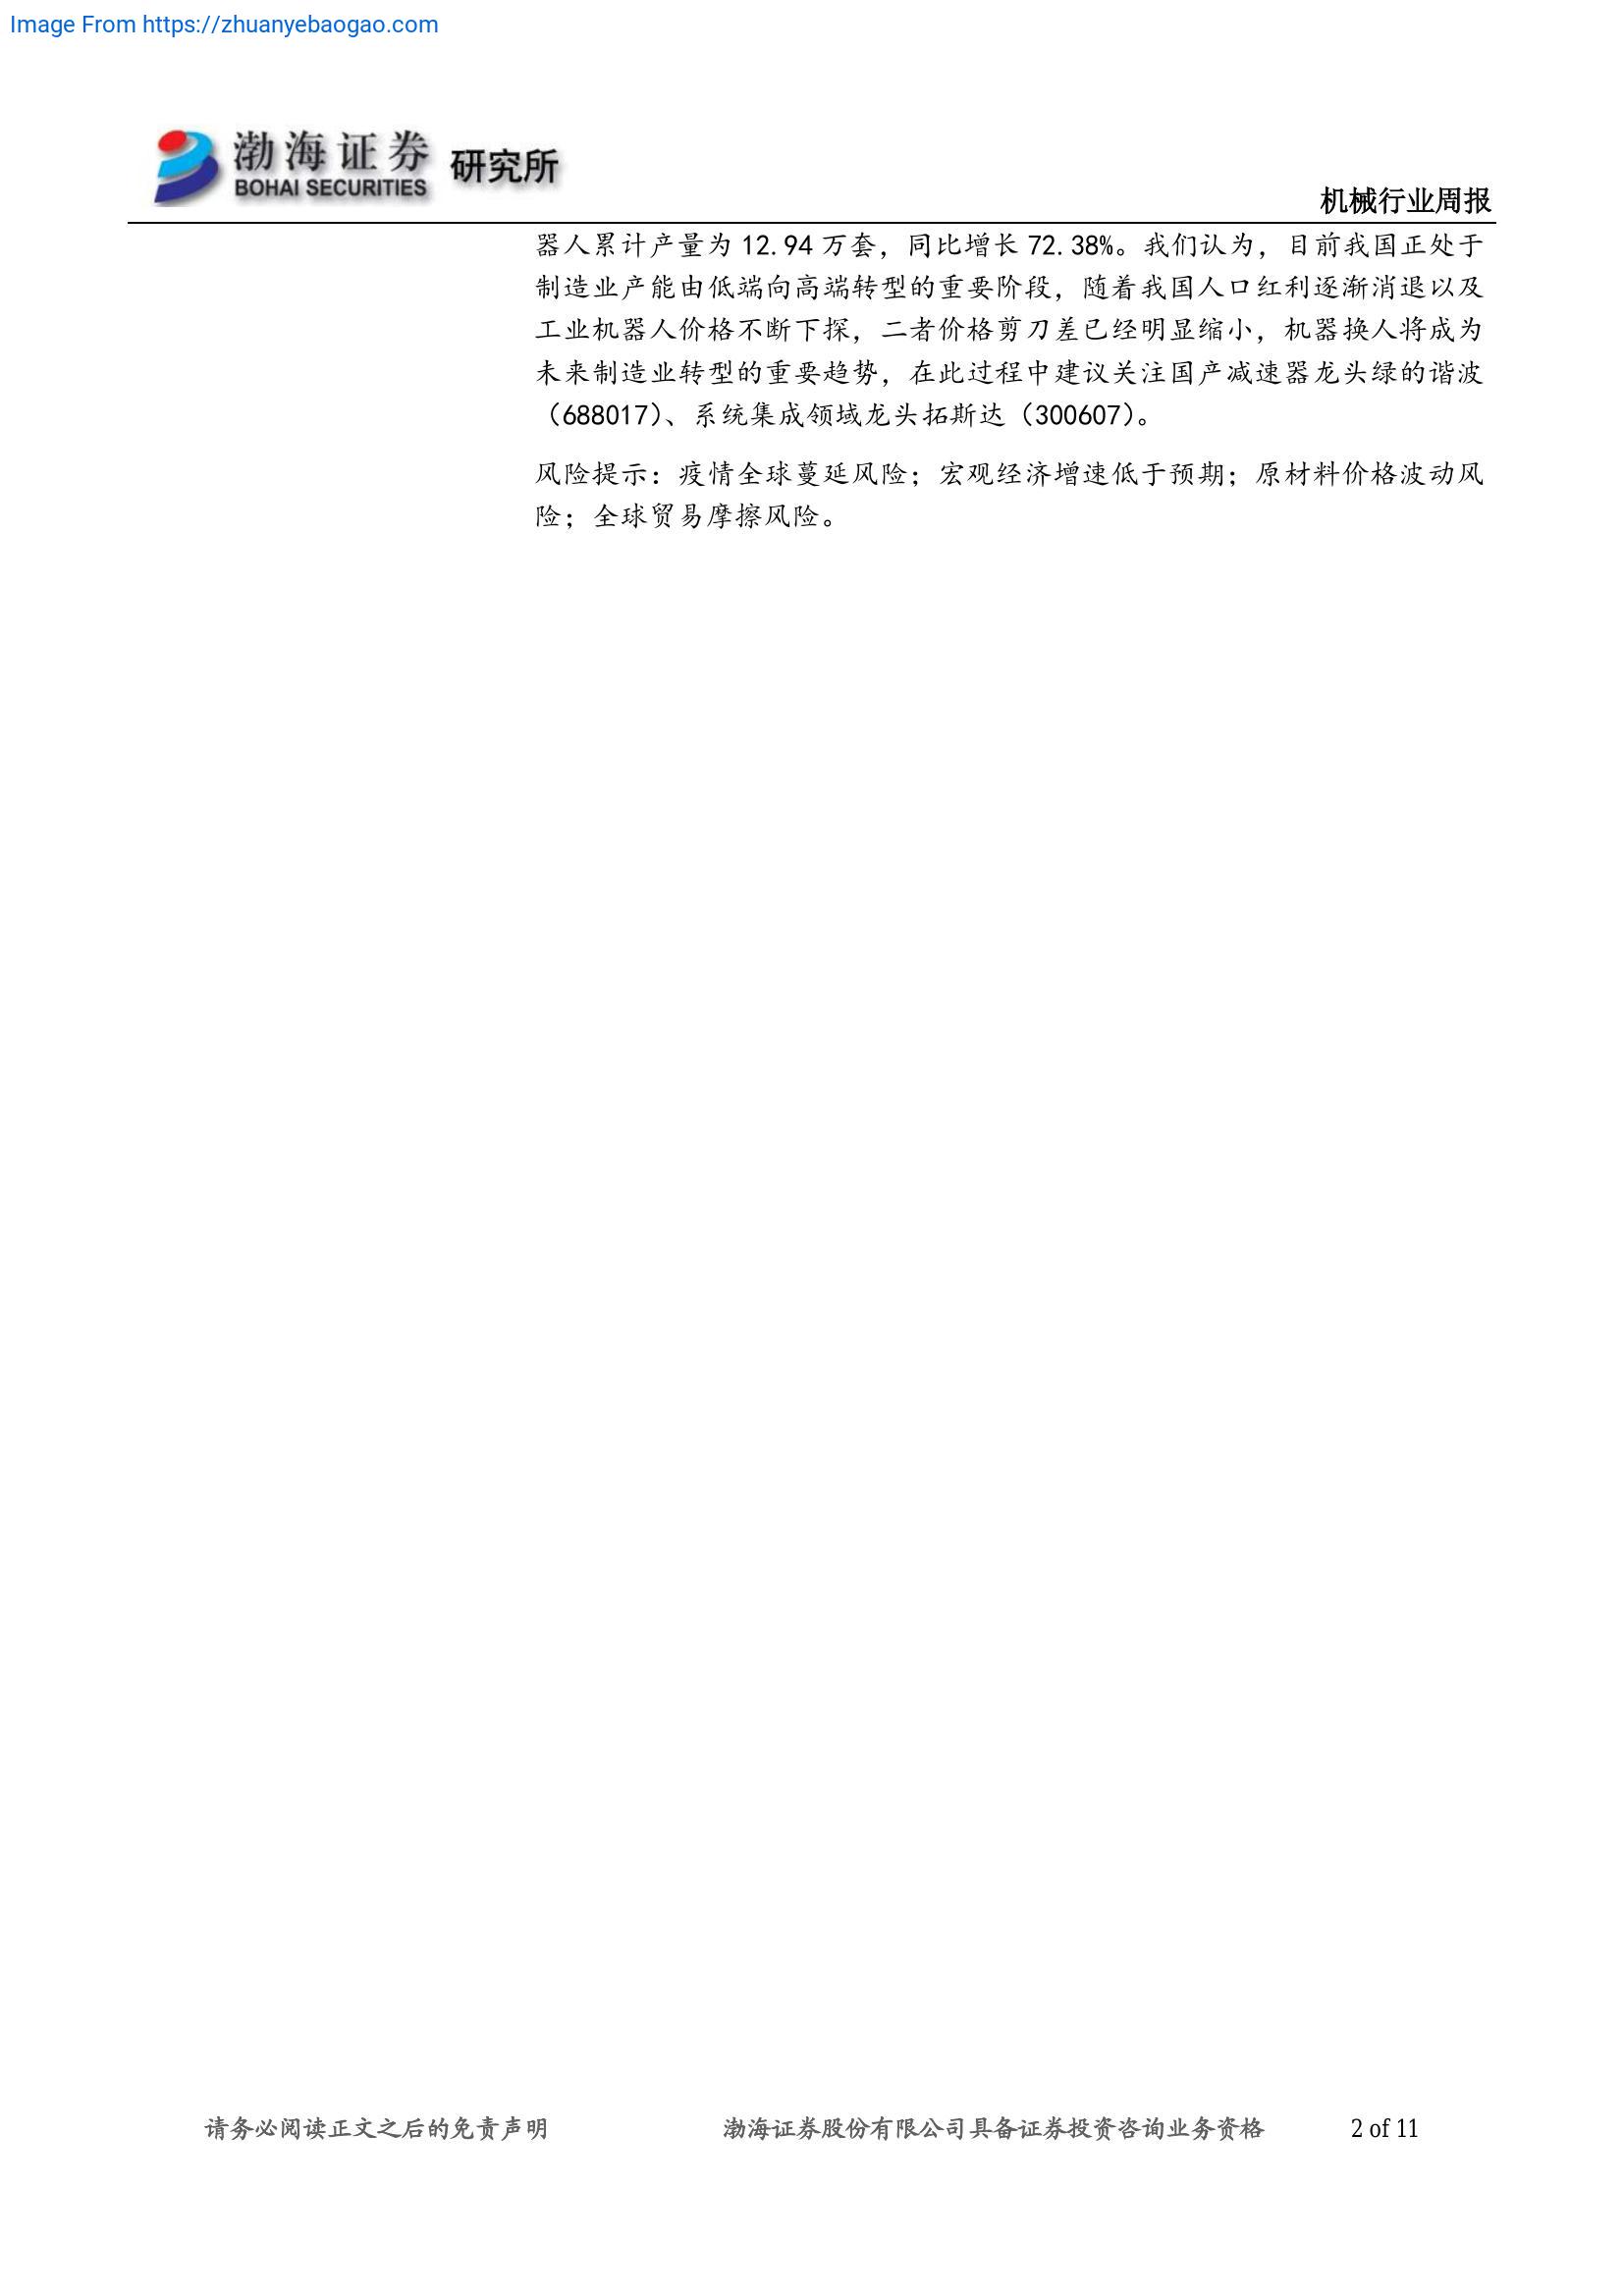 Image From https://zhuanyebaogao.com
渤海证券 研究所
BOHAI SECURITIES
机械行业周报
器人累计产量为 12.94 万套，同比增长 72.38%。我们认为，目前我国正处于
制造业产能由低端向高端转型的重要阶段，随着我国人口红利逐渐消退以及
工业机器人价格不断下探，二者价格剪刀差已经明显缩小，机器换人将成为
未来制造业转型的重要趋势，在此过程中建议关注国产减速器龙头绿的谐波
（688017）、系统集成领域龙头拓斯达（300607）。
风险提示：疫情全球蔓延风险；宏观经济增速低于预期；原材料价格波动风
险；全球贸易摩擦风险。
请务必阅读正文之后的免责声明 渤海证券股份有限公司具备证券投资咨询业务资格 2 of 11